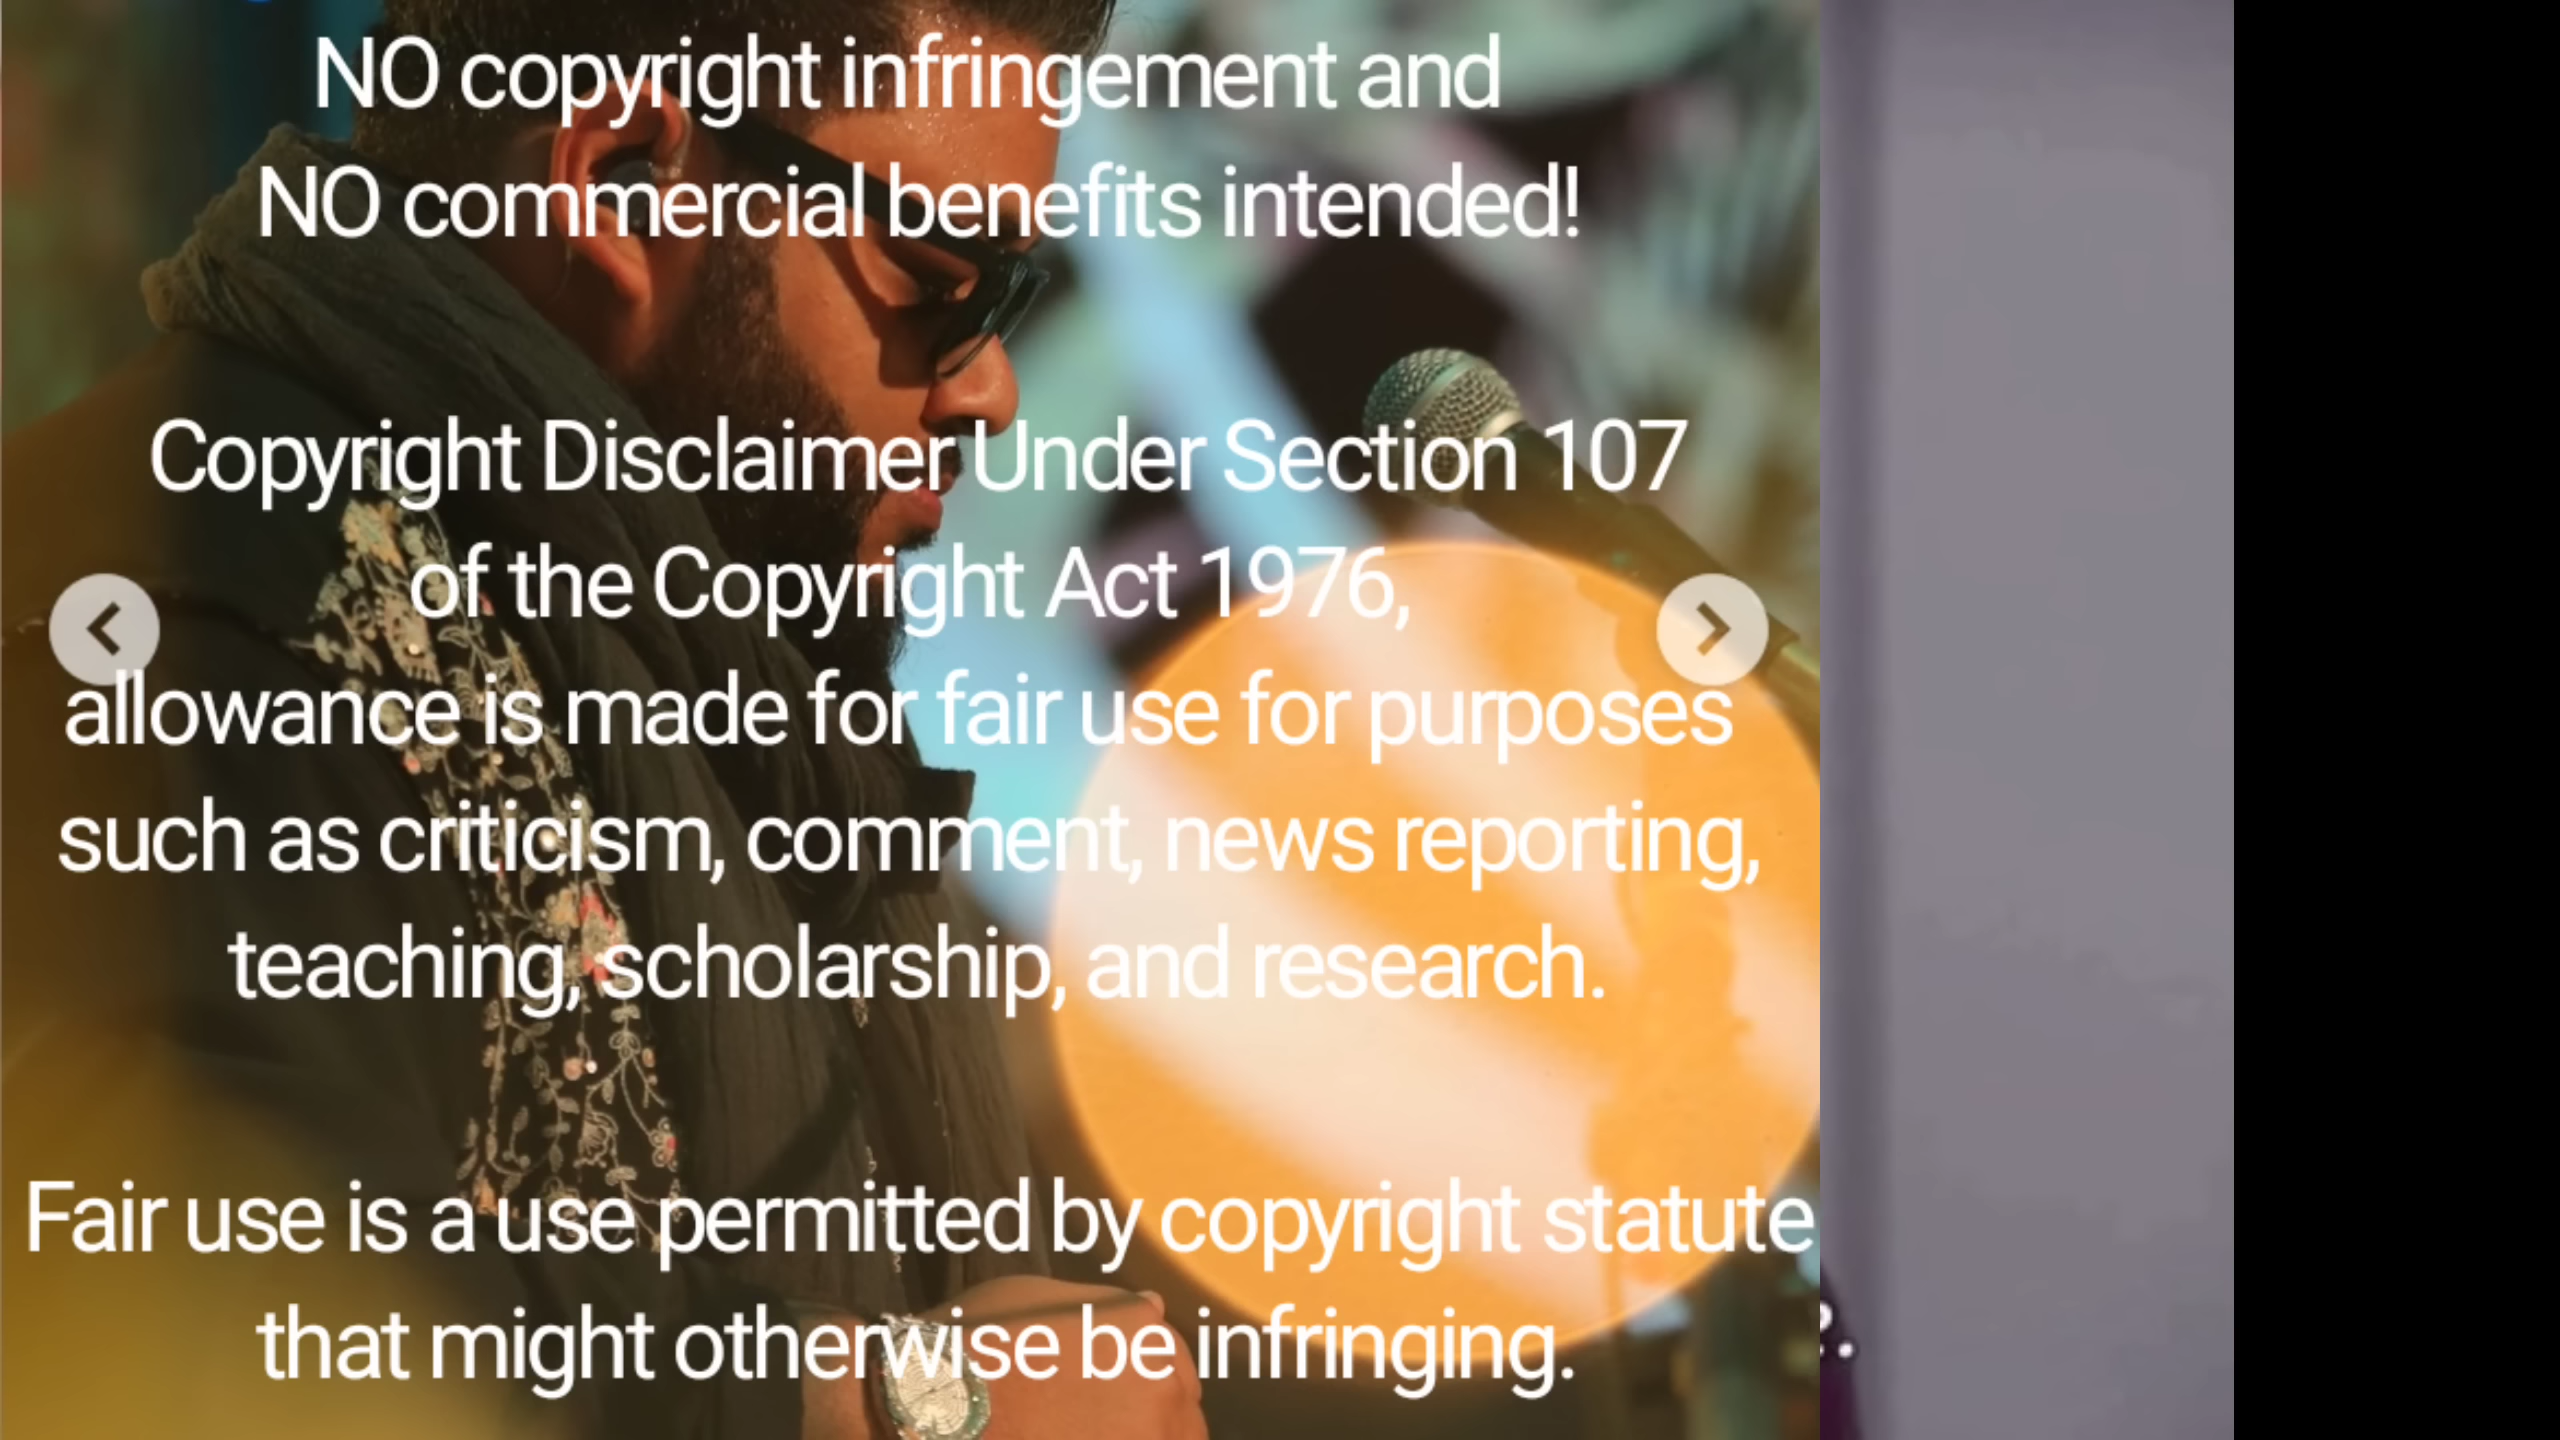 NO copyright infringement and
NO commercial benefits intended!
Copyright Disclaimer Under Section 107
of the Copyright Act 1976,
allowance is made for fair use for purposes
such as criticism, comment, news reporting,
teaching, scholarship, and research.
Fair use is a use permitted by copyright statute
that might otherwise be infringing.